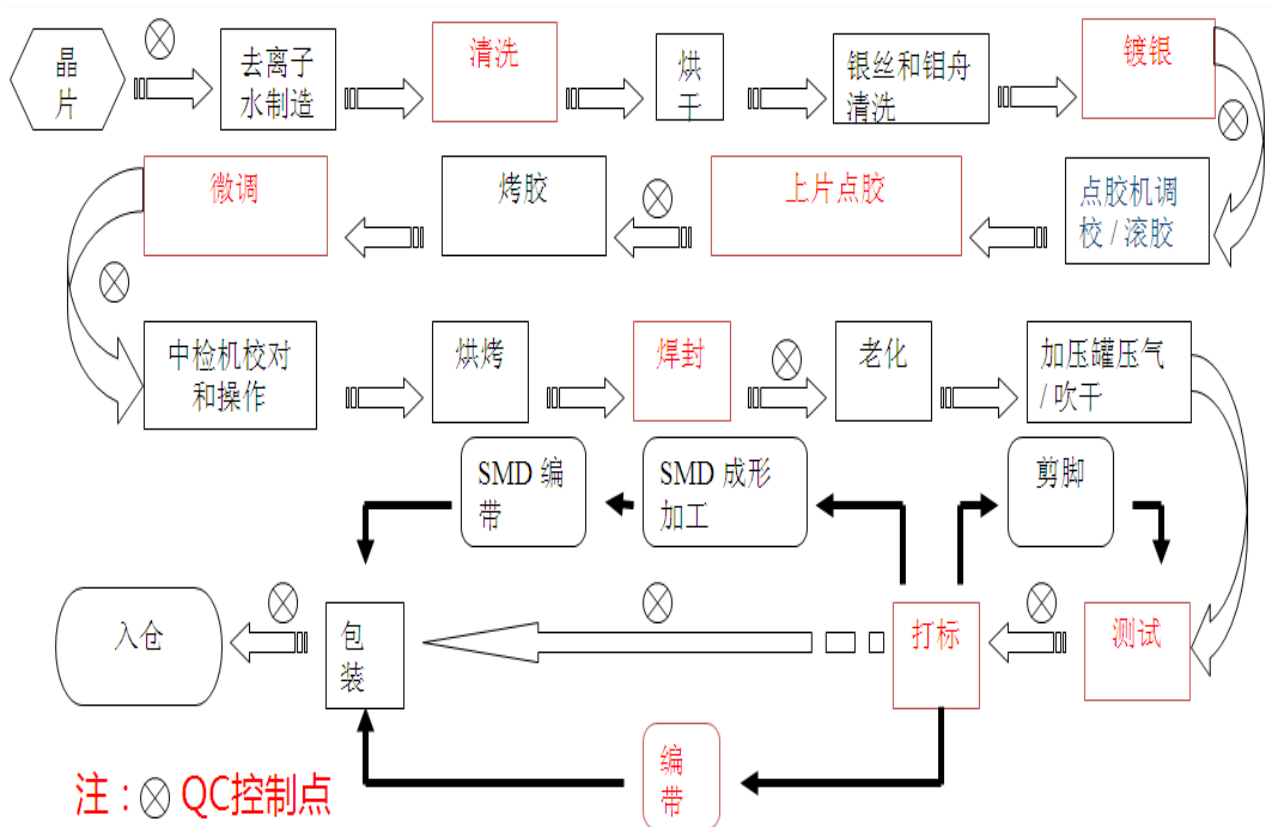 晶
片
去离子
水制造
清洗
烘
干
银丝和钼舟
清洗
镀银
微调
烤胶
上片点胶
点胶机调
校 / 滚胶
中检机校对
和操作
烘烤
焊封
老化
加压罐压气
/ 吹干
SMD 编
带
SMD 成形
加工
剪脚
入仓
包
装
打标
测试
编
带
注：⊗ QC控制点